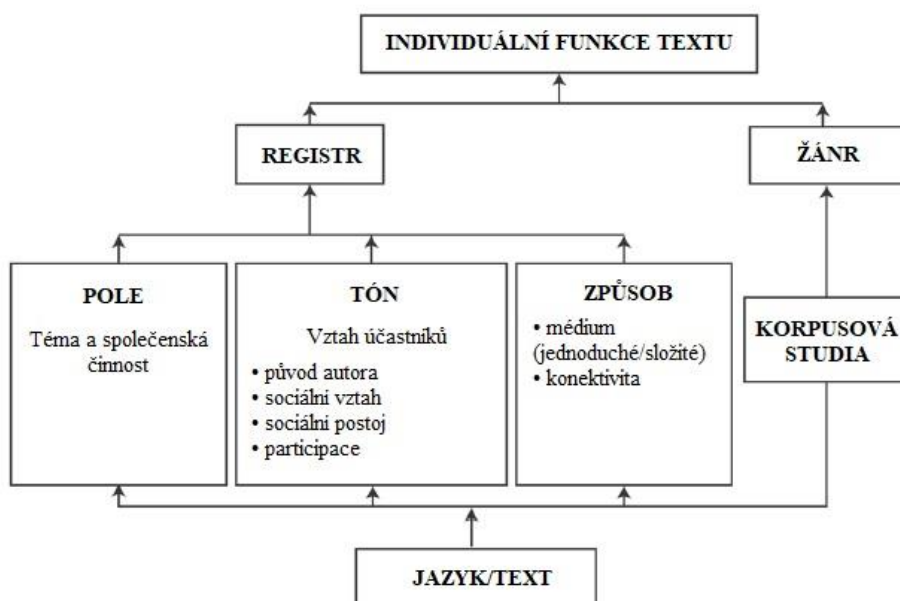 INDIVIDUÁLNÍ FUNKCE TEXTU
REGISTR
ŽÁNR
POLE
Téma a společenská
činnost
TÓN
Vztah účastníků
• původ autora
• sociální vztah
• sociální postoj
• participace
ZPŮSOB
• médium
(jednoduché/složité)
• konektivita
KORPUSOVÁ
STUDIA
JAZYK/TEXT